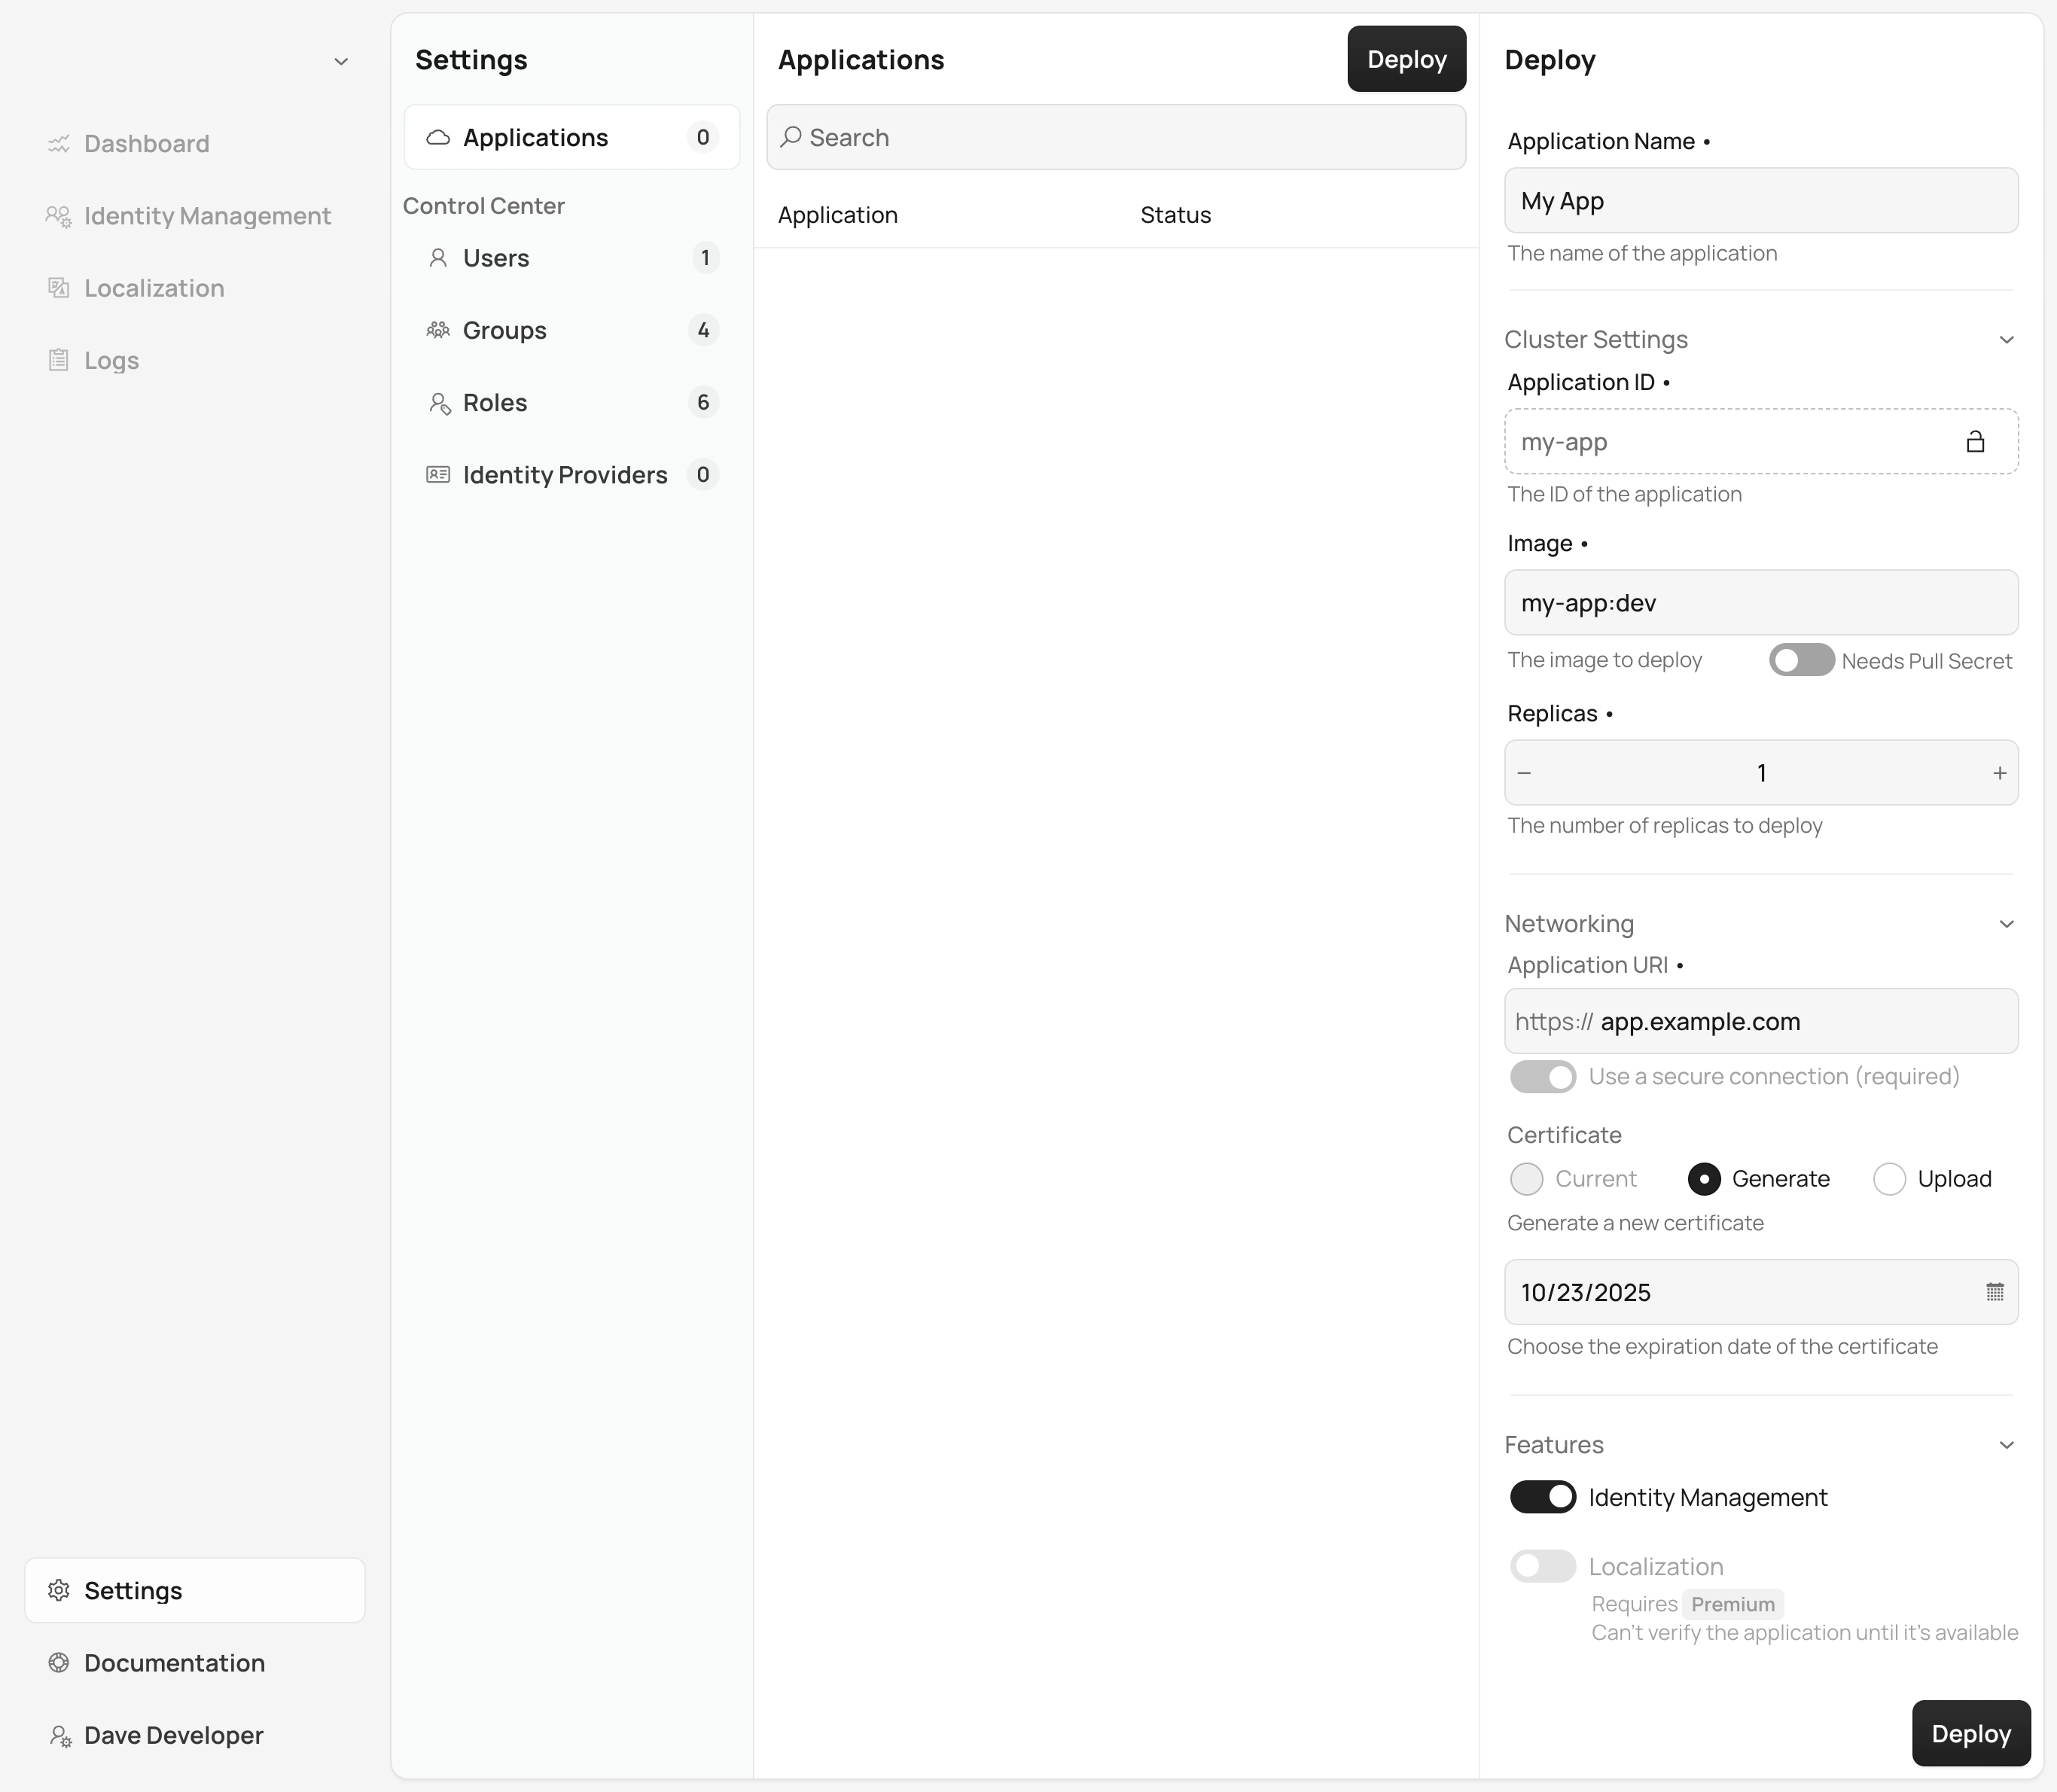 Dashboard
Identity Management
Localization
Logs
Settings
Documentation
Dave Developer
Settings
Applications 0
Control Center
Users 1
Groups 4
Roles 6
Identity Providers 0
Applications
Deploy
Search
Application Status
Deploy
Application Name •
My App
The name of the application
Cluster Settings
Application ID •
my-app
The ID of the application
Image •
my-app:dev
The image to deploy Needs Pull Secret
Replicas •
− 1 +
The number of replicas to deploy
Networking
Application URI •
https:// app.example.com
Use a secure connection (required)
Certificate
Current Generate Upload
Generate a new certificate
10/23/2025
Choose the expiration date of the certificate
Features
Identity Management
Localization
Requires Premium
Can't verify the application until it's available
Deploy